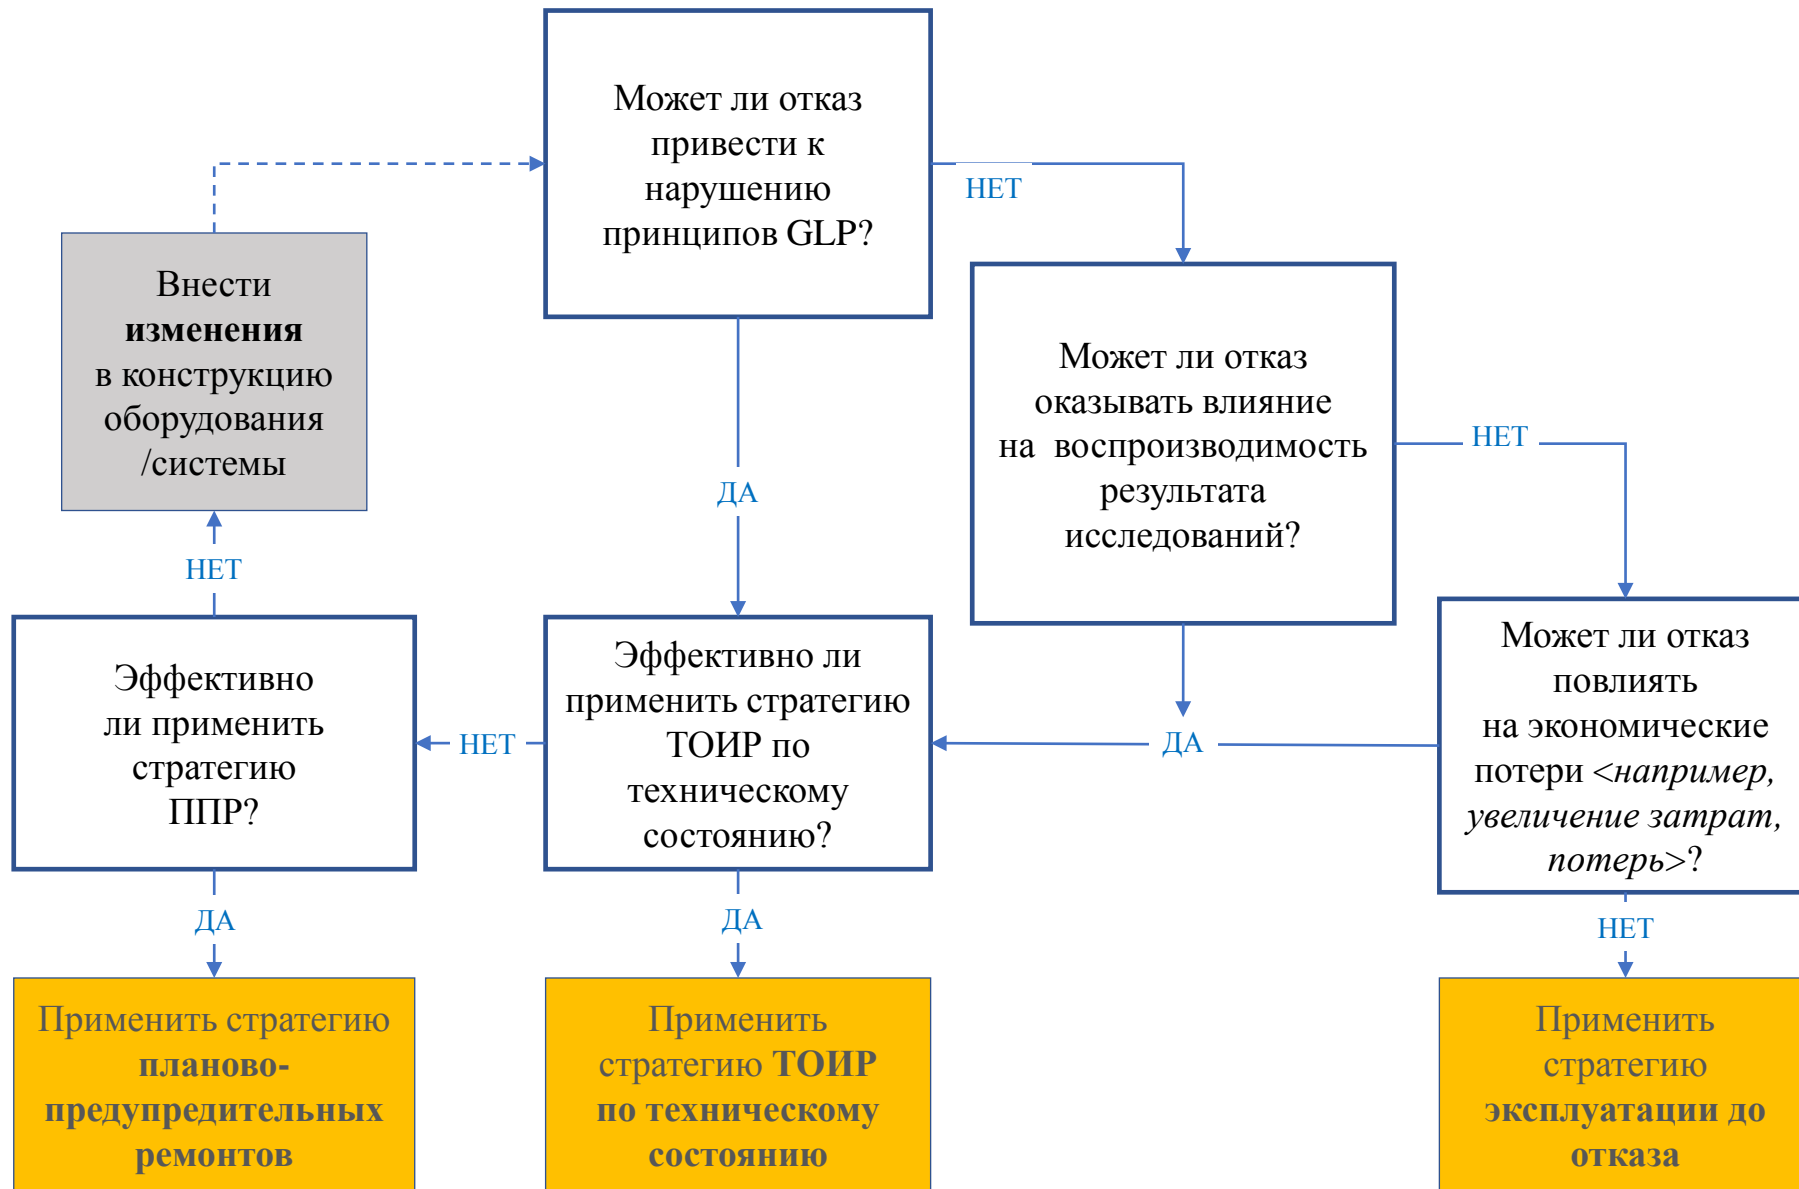 Может ли отказ
привести к
нарушению
принципов GLP?
НЕТ
Внести
изменения
в конструкцию
оборудования
/системы
Может ли отказ
оказывать влияние
на воспроизводимость
результата
исследований?
НЕТ
ДА
НЕТ
Эффективно
ли применить
стратегию
ППР?
НЕТ
Эффективно ли
применить стратегию
ТОИР по
техническому
состоянию?
ДА
Может ли отказ
повлиять
на экономические
потери <например,
увеличение затрат,
потерь>?
ДА
ДА
НЕТ
Применить стратегию
планово-
предупредительных
ремонтов
Применить
стратегию ТОИР
по техническому
состоянию
Применить
стратегию
эксплуатации до
отказа